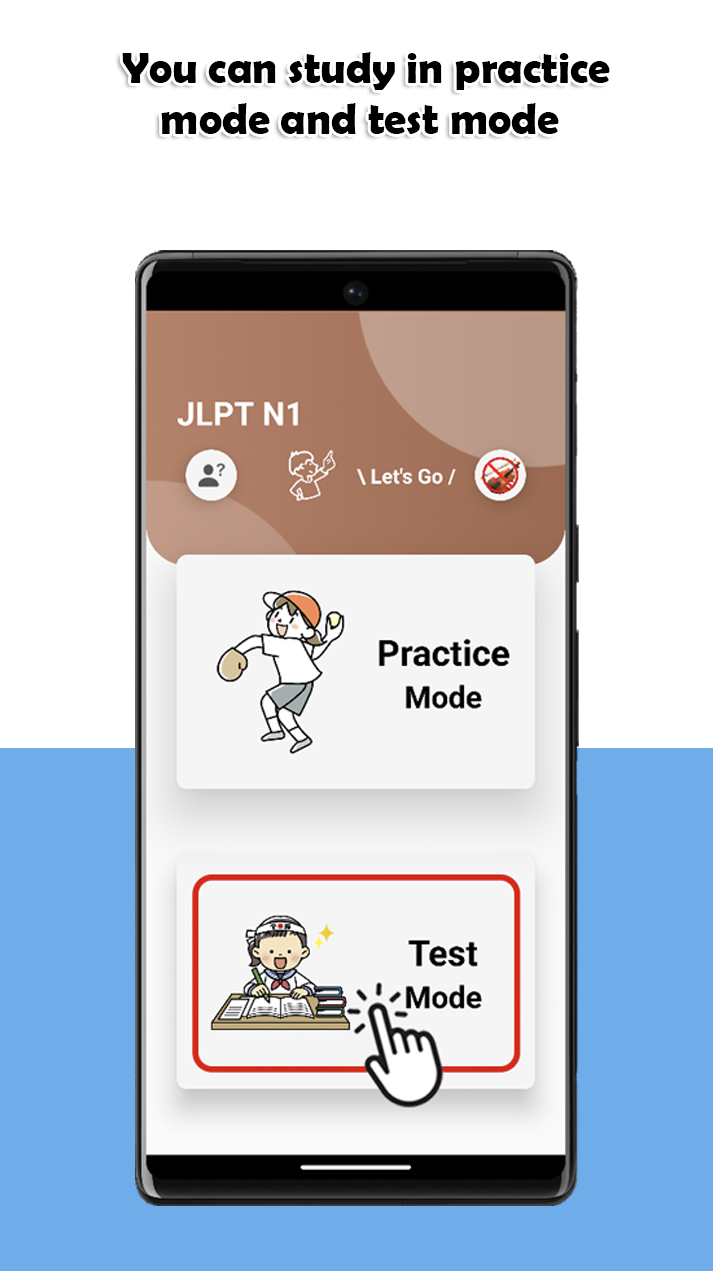 You can study in practice
mode and test mode
JLPT N1
?
\ Let's Go /
Practice
Mode
Test
Mode